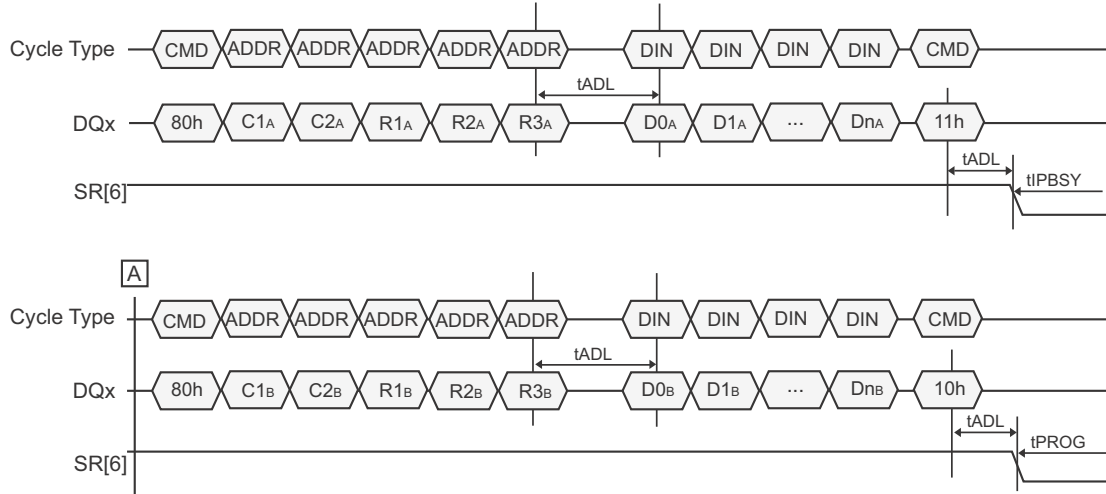 Cycle Type CMD ADDR ADDR ADDR ADDR ADDR DIN DIN DIN DIN CMD
tADL
DQx 80h C1A C2A R1A R2A R3A D0A D1A ... DnA 11h
tADL
SR[6] tIPBSY
A
Cycle Type CMD ADDR ADDR ADDR ADDR ADDR DIN DIN DIN DIN CMD
tADL
DQx 80h C1B C2B R1B R2B R3B D0B D1B ... DnB 10h
tADL
SR[6] tPROG